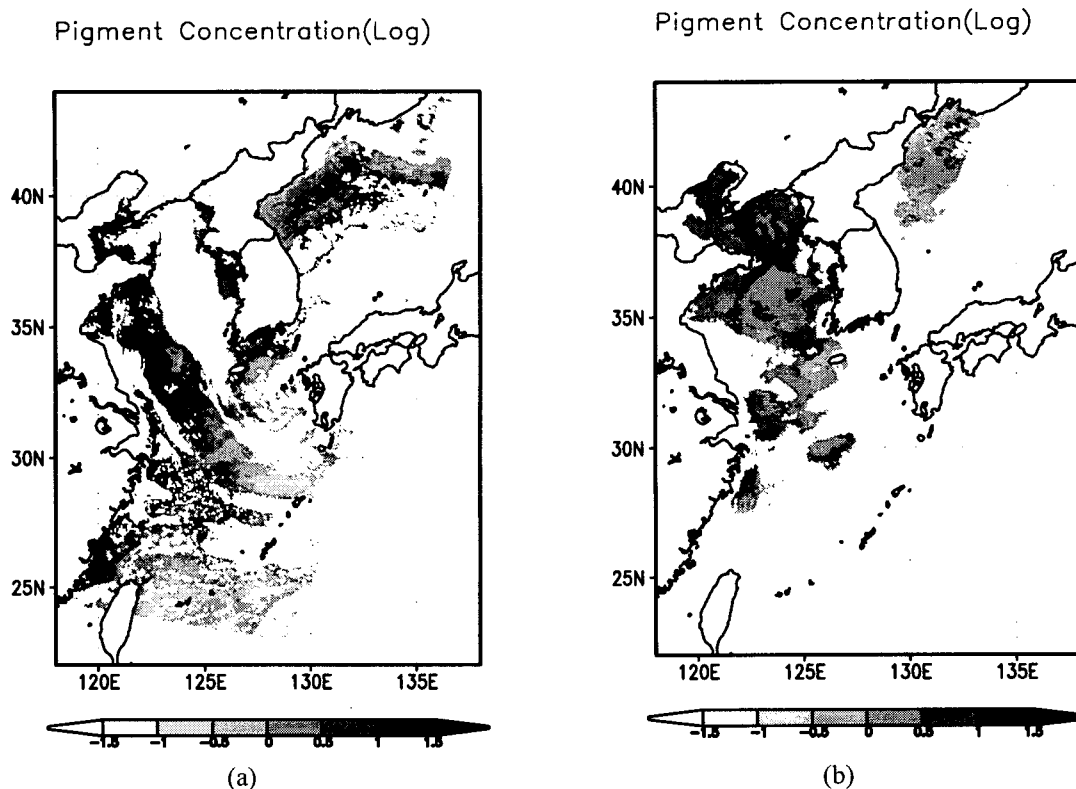 Pigment Concentration(Log)
40N
35N
30N
25N
120E 125E 130E 135E
-1.5 -1 -0.5 0 0.5 1 1.5
(a)
Pigment Concentration(Log)
40N
35N
30N
25N
120E 125E 130E 135E
-1.5 -1 -0.5 0 0.5 1 1.5
(b)